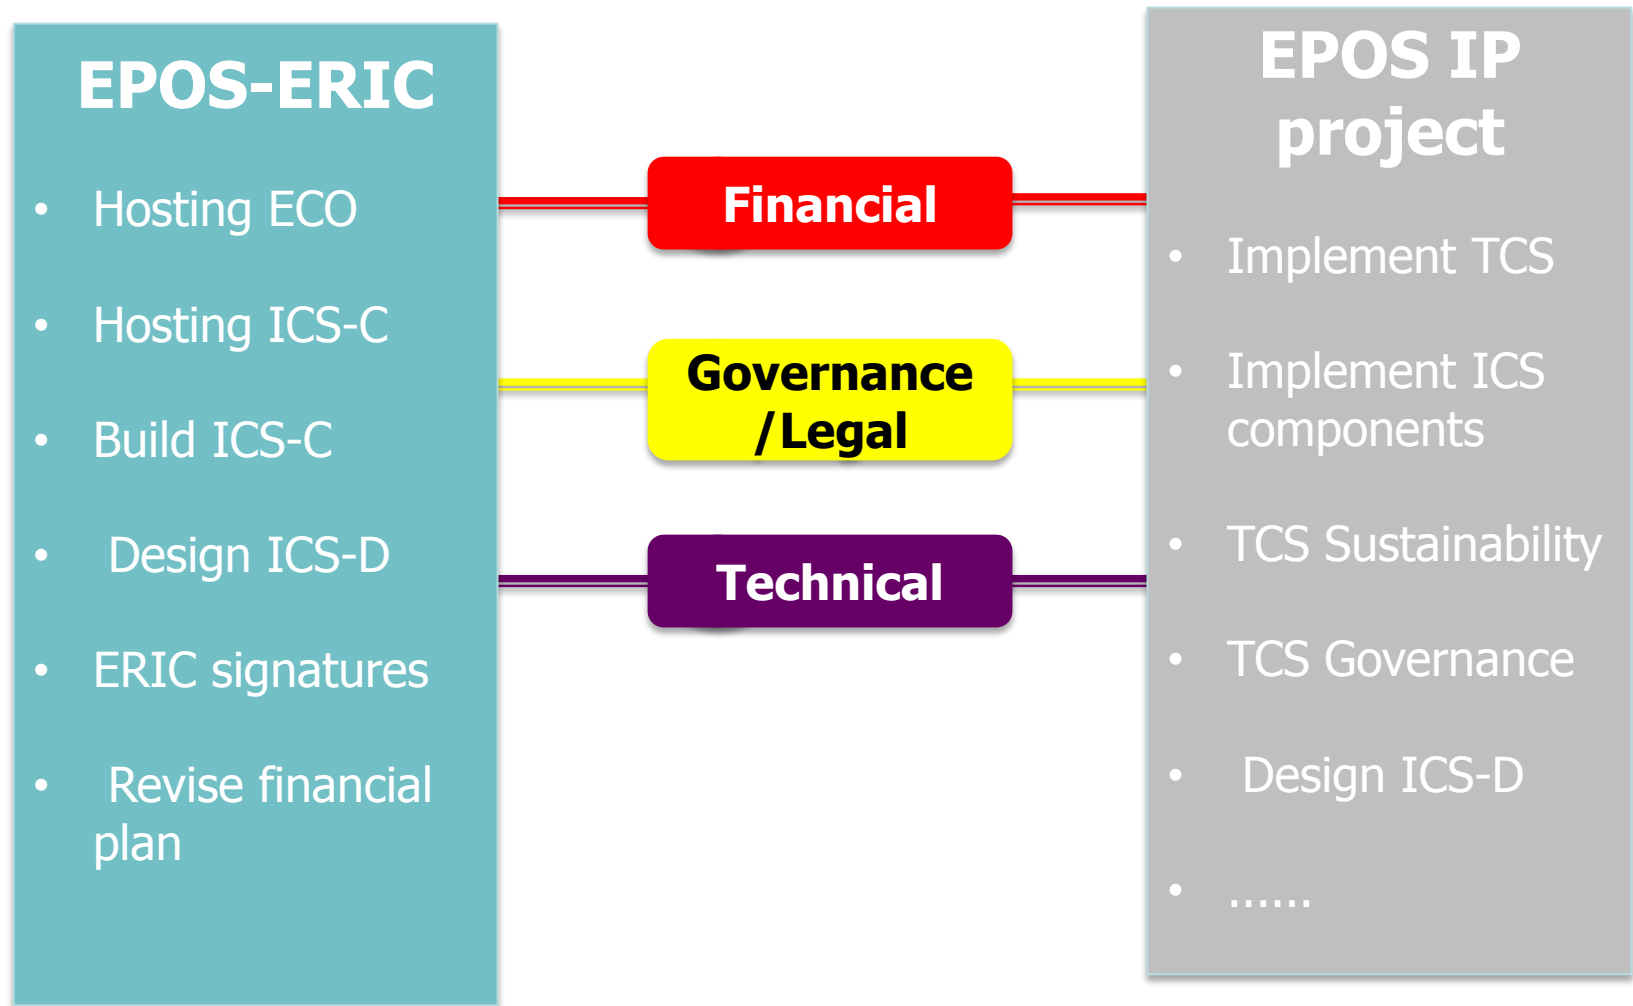 EPOS-ERIC
• Hosting ECO
• Hosting ICS-C
• Build ICS-C
• Design ICS-D
• ERIC signatures
• Revise financial
plan
Financial
Governance
/Legal
Technical
EPOS IP
project
• Implement TCS
• Implement ICS
components
• TCS Sustainability
• TCS Governance
• Design ICS-D
• ......